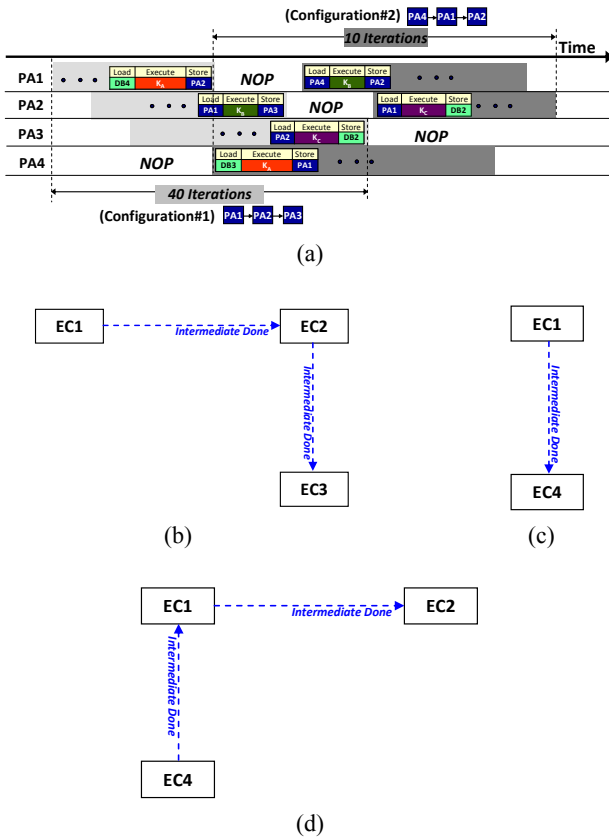 (Configuration#2) PA4 PA1 PA2
10 Iterations
Time
PA1 • • • Load Execute Store NOP Load Execute Store • • •
DB4 KA PA2 PA4 KB PA2
PA2 • • • Load Execute Store NOP Load Execute Store • • •
PA1 KB PA3 PA1 KC DB2
PA3 • • • Load Execute Store NOP
PA2 KC DB2
PA4 NOP Load Execute Store • • •
DB3 KA PA1
40 Iterations
(Configuration#1) PA1 PA2 PA3
(a)
EC1 Intermediate Done EC2
Intermediate Done
EC3
(b)
EC1
Intermediate Done
EC4
(c)
EC1 Intermediate Done EC2
Intermediate Done
EC4
(d)